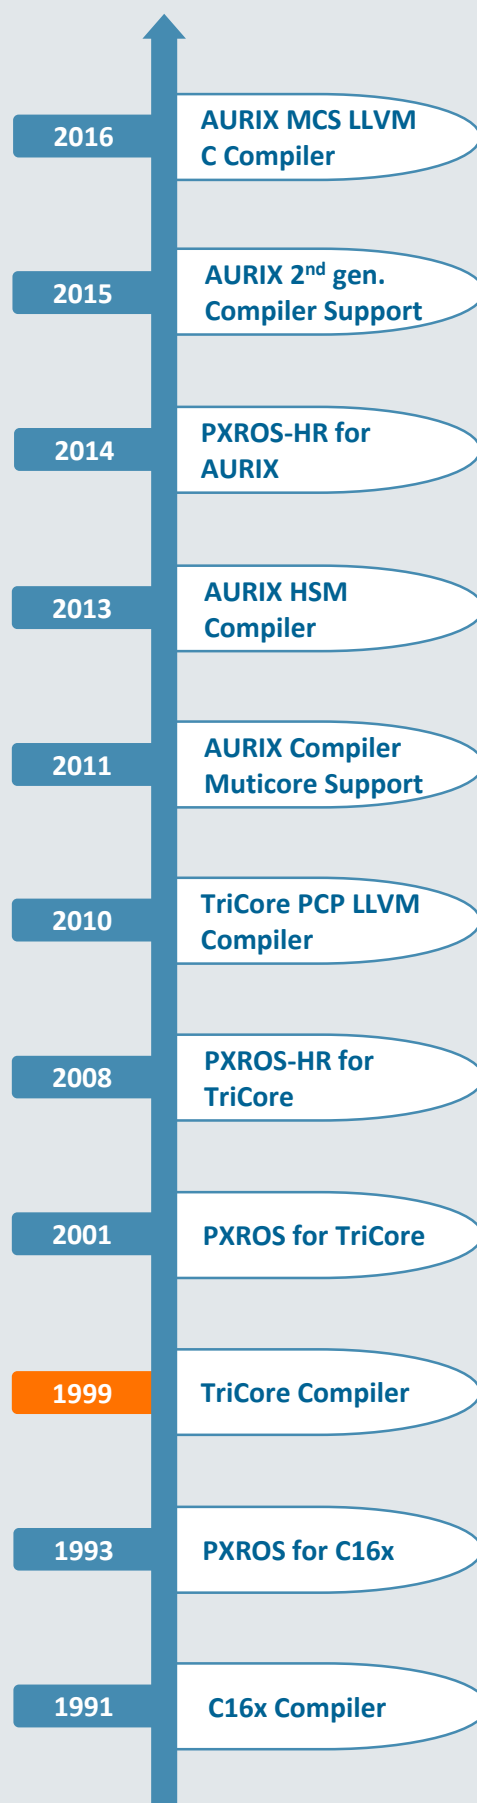 2016
AURIX MCS LLVM
C Compiler
2015
AURIX 2nd gen.
Compiler Support
2014
PXROS-HR for
AURIX
2013
AURIX HSM
Compiler
2011
AURIX Compiler
Muticore Support
2010
TriCore PCP LLVM
Compiler
2008
PXROS-HR for
TriCore
2001
PXROS for TriCore
1999
TriCore Compiler
1993
PXROS for C16x
1991
C16x Compiler